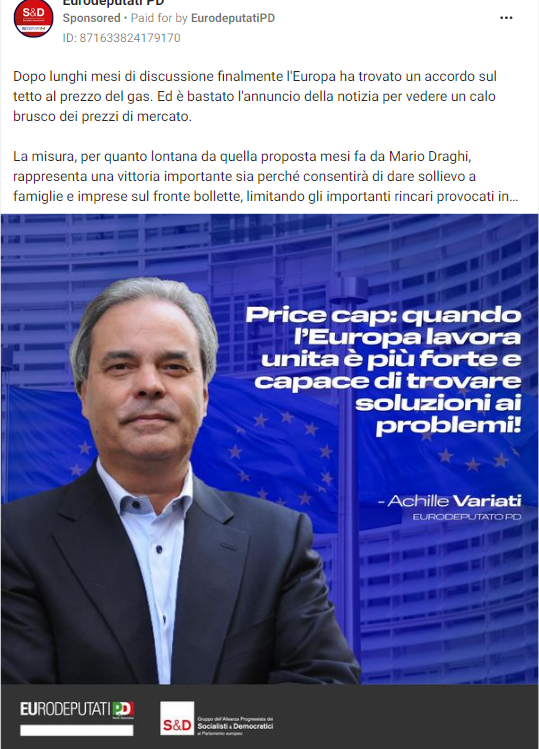 Eurodeputati PD
Sponsored • Paid for by EurodeputatiPD
ID: 871633824179170
Dopo lunghi mesi di discussione finalmente l'Europa ha trovato un accordo sul
tetto al prezzo del gas. Ed è bastato l'annuncio della notizia per vedere un calo
brusco dei prezzi di mercato.
La misura, per quanto lontana da quella proposta mesi fa da Mario Draghi,
rappresenta una vittoria importante sia perché consentirà di dare sollievo a
famiglie e imprese sul fronte bollette, limitando gli importanti rincari provocati in...
Price cap: quando
l'Europa lavora
unita è più forte e
capace di trovare
soluzioni ai
problemi!
- Achille Variati
EURODEPUTATO PD
EURODEPUTATI PD
S&D
Gruppo dell'Alleanza Progressista dei
Socialisti & Democratici
al Parlamento europeo